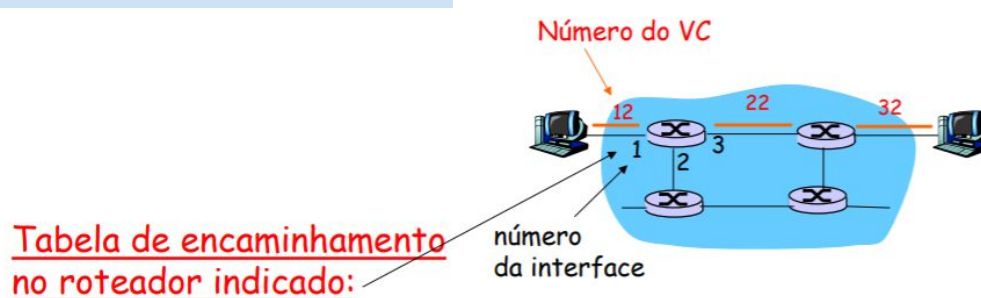 Número do VC
12
22
32
1
3
2
Tabela de encaminhamento
no roteador indicado:
número
da interface